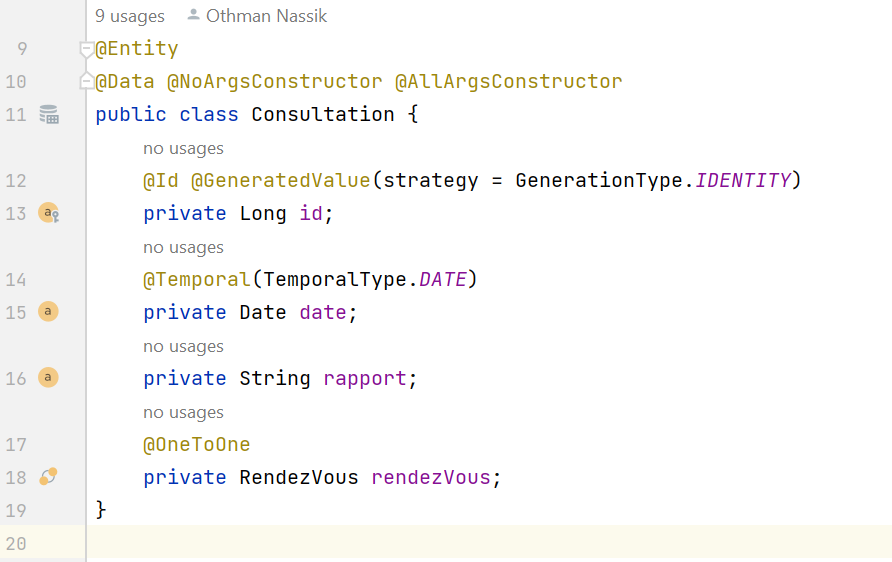 9 usages Othman Nassik
9 @Entity
10 @Data @NoArgsConstructor @AllArgsConstructor
11 public class Consultation {
no usages
12 @Id @GeneratedValue(strategy = GenerationType.IDENTITY)
13 a private Long id;
no usages
14 @Temporal(TemporalType.DATE)
15 a private Date date;
no usages
16 a private String rapport;
no usages
17 @OneToOne
18 private RendezVous rendezVous;
19 }
20